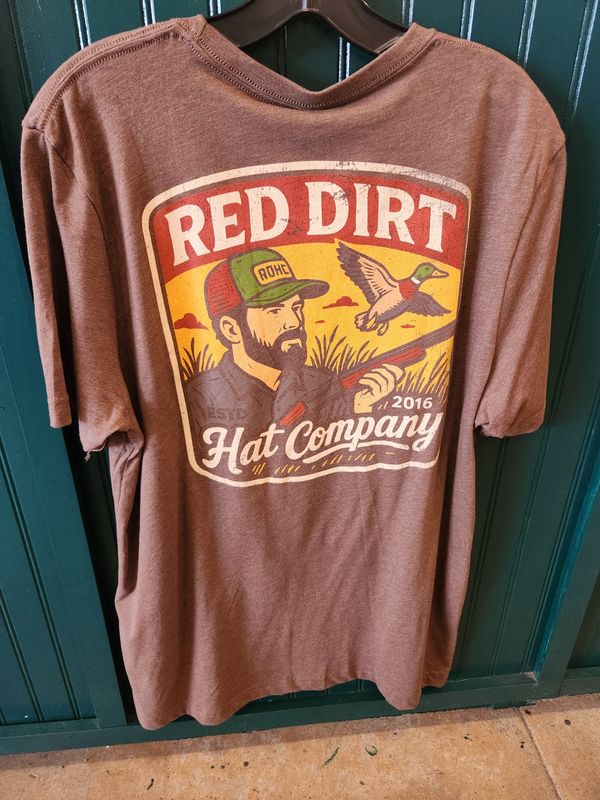 RED DIRT
RDHC
ESTD
2016
Hat Company